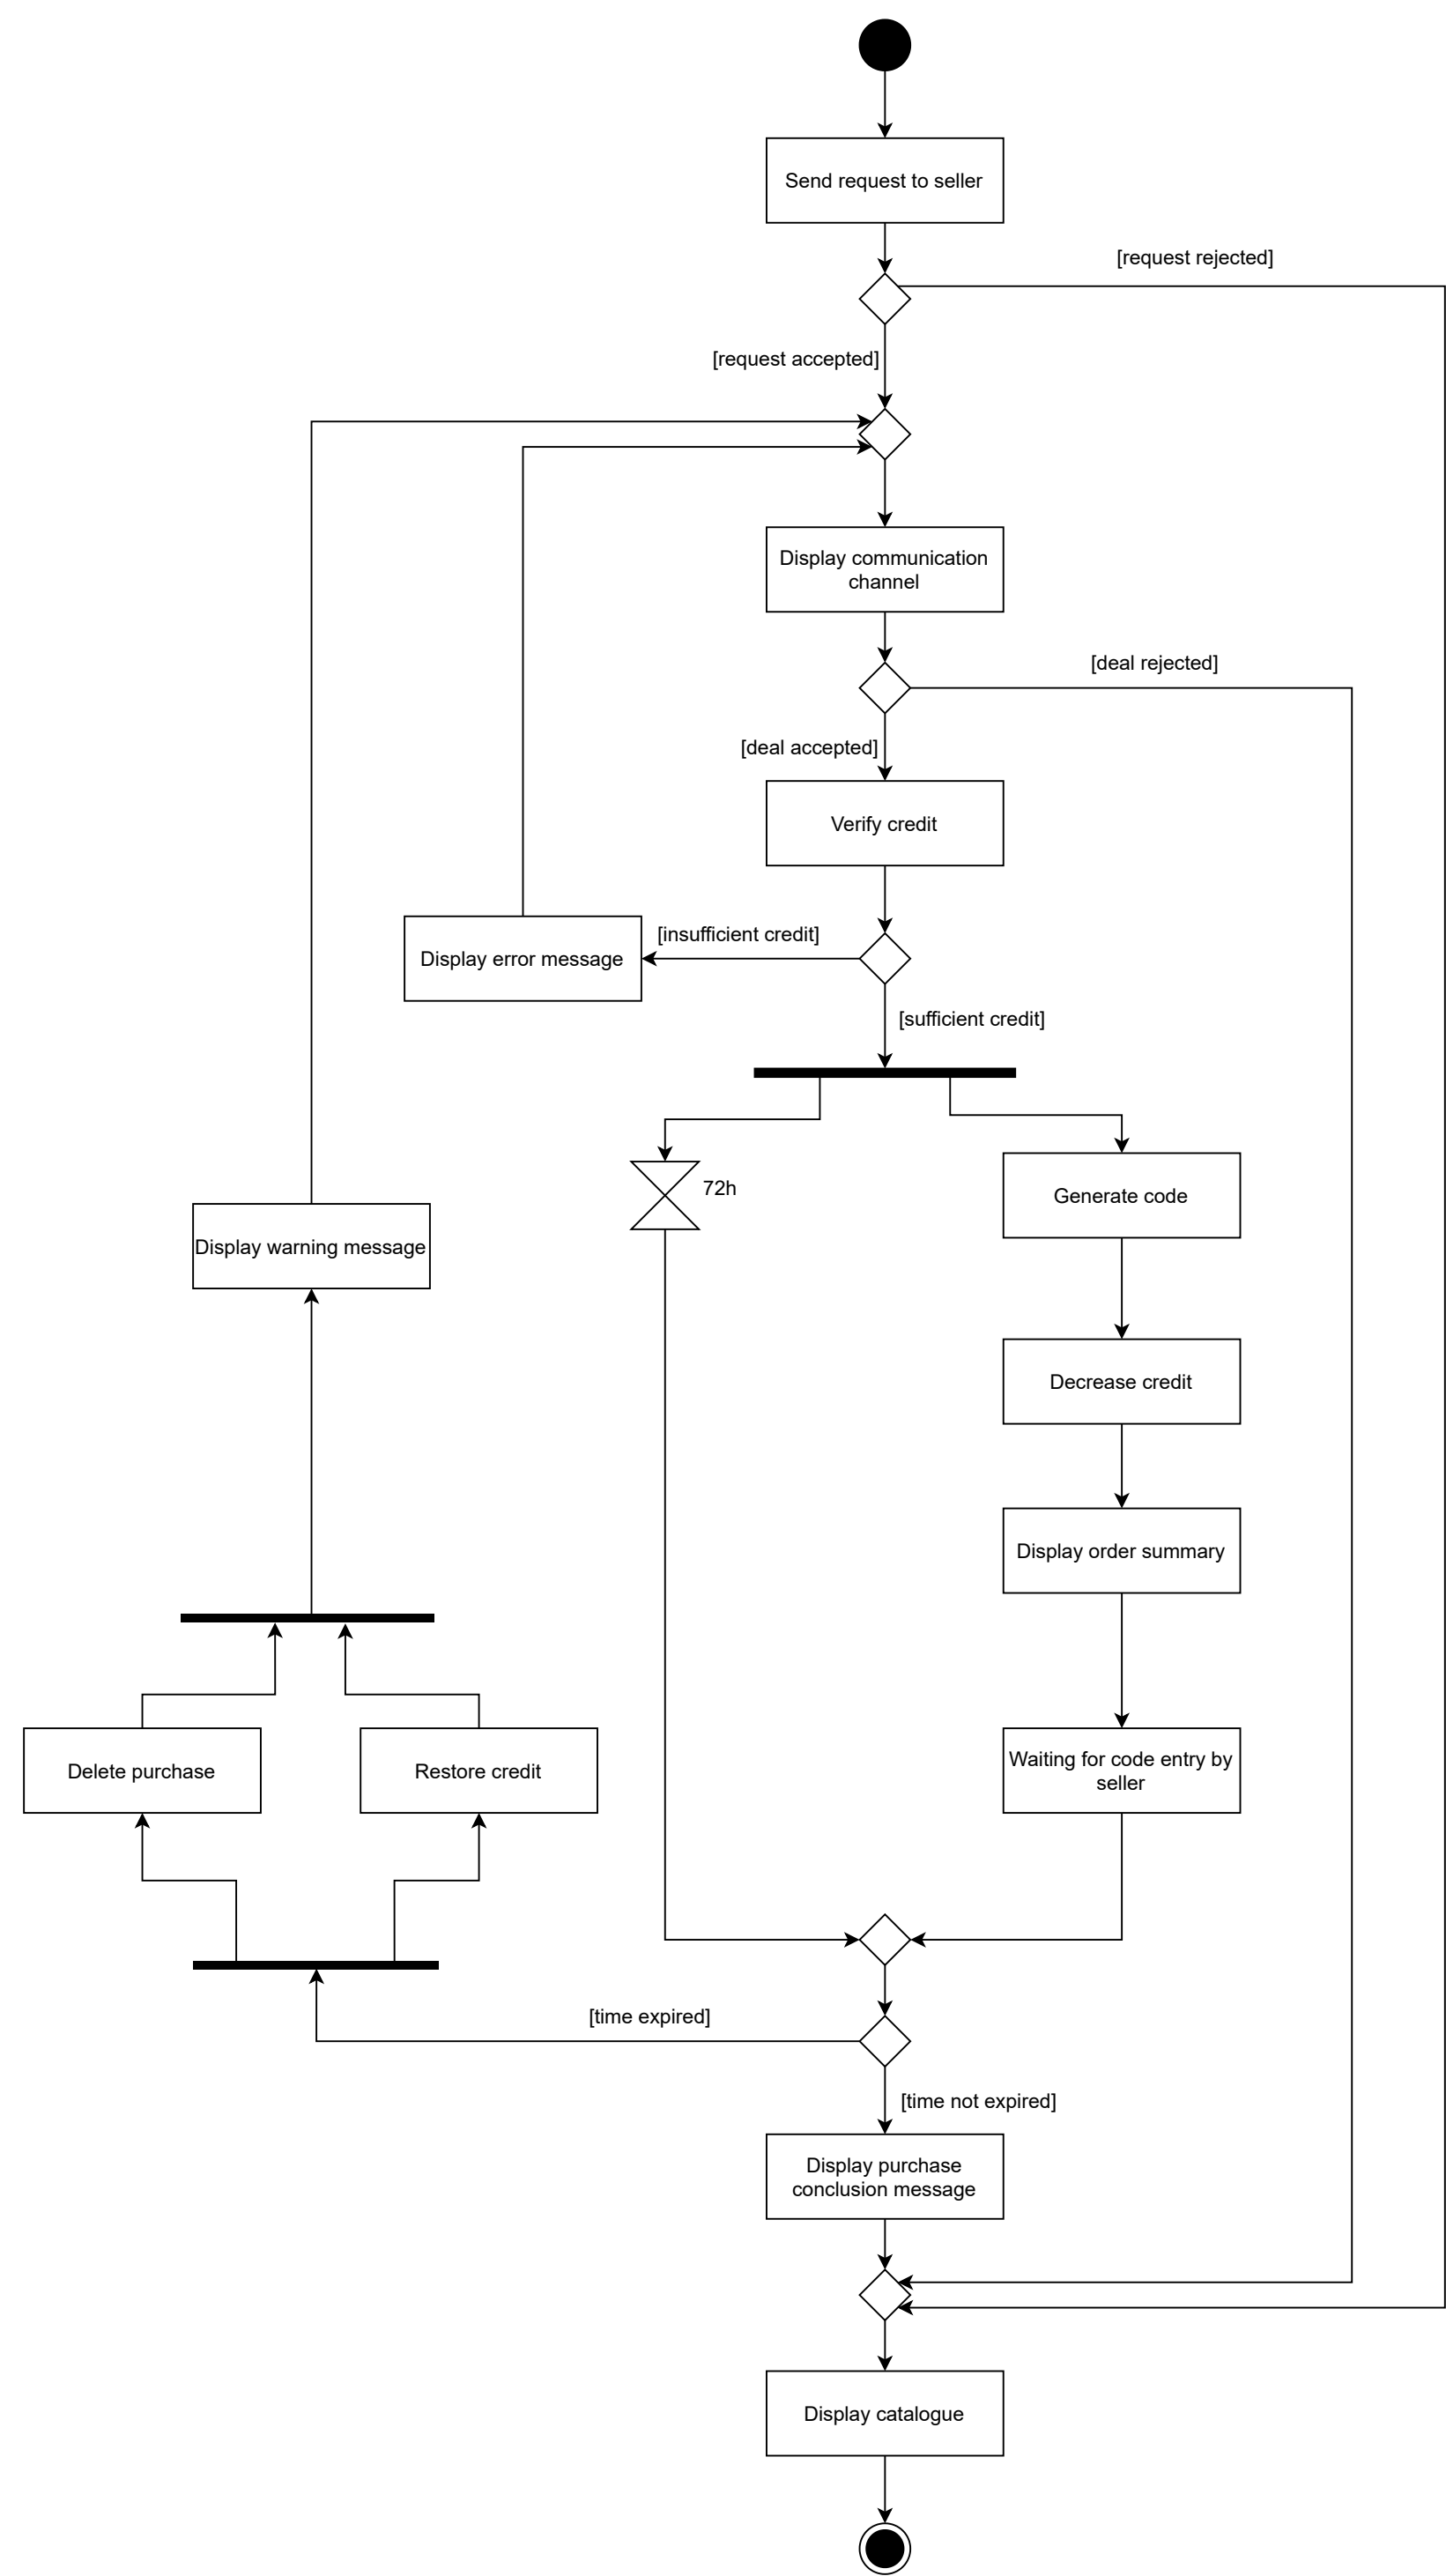 Send request to seller
[request rejected]
[request accepted]
Display communication
channel
[deal rejected]
[deal accepted]
Verify credit
[insufficient credit]
Display error message
[sufficient credit]
72h
Generate code
Display warning message
Decrease credit
Display order summary
Delete purchase
Restore credit
Waiting for code entry by
seller
[time expired]
[time not expired]
Display purchase
conclusion message
Display catalogue